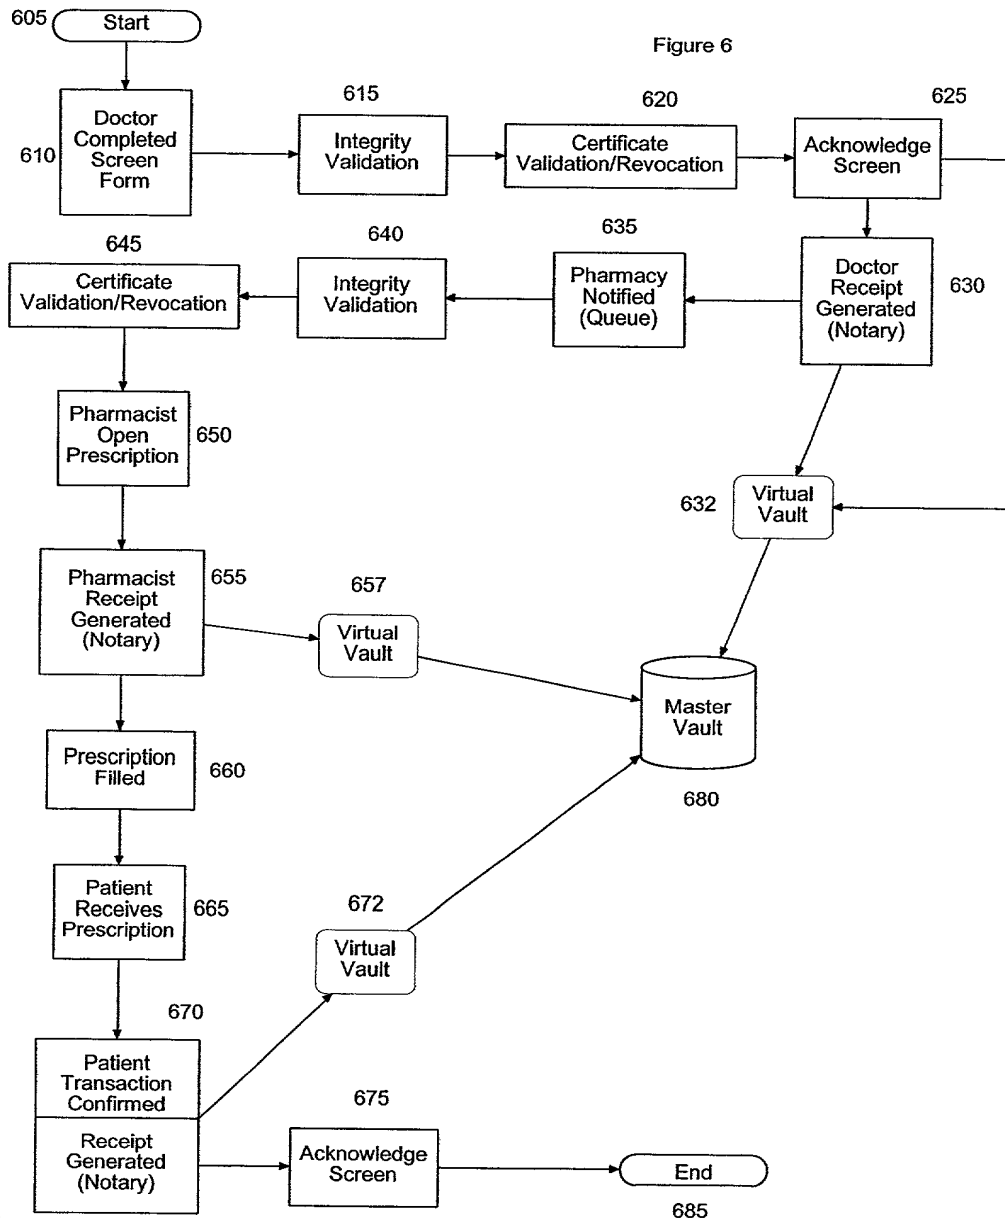 605
Start
Figure 6
615
620
625
610
Doctor
Completed
Screen
Form
Integrity
Validation
Certificate
Validation/Revocation
Acknowledge
Screen
645
640
635
Certificate
Validation/Revocation
Integrity
Validation
Pharmacy
Notified
(Queue)
Doctor
Receipt
Generated
(Notary)
630
Pharmacist
Open
Prescription
650
632
Virtual
Vault
Pharmacist
Receipt
Generated
(Notary)
655
657
Virtual
Vault
Master
Vault
680
Prescription
Filled
660
Patient
Receives
Prescription
665
672
Virtual
Vault
670
Patient
Transaction
Confirmed
Receipt
Generated
(Notary)
675
Acknowledge
Screen
End
685